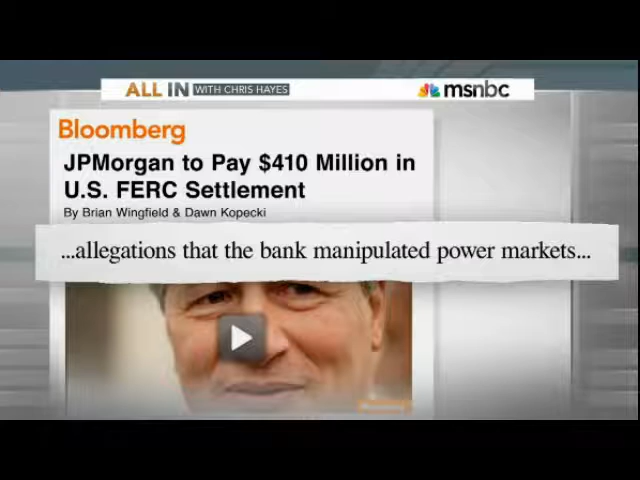 ALL IN WITH CHRIS HAYES msnbc
Bloomberg
JPMorgan to Pay $410 Million in
U.S. FERC Settlement
By Brian Wingfield & Dawn Kopecki
...allegations that the bank manipulated power markets...